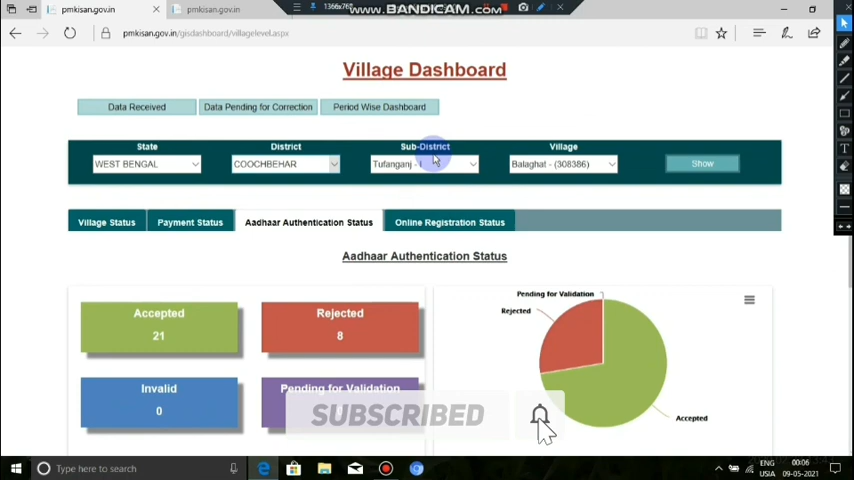 pmkisan.gov.in
pmkisan.gov.in
1366x768
www.BANDICAM.com
pmkisan.gov.in/gisdashboard/villagelevel.aspx
Village Dashboard
Data Received
Data Pending for Correction
Period Wise Dashboard
State
District
Sub-District
Village
WEST BENGAL
COOCHBEHAR
Tufanganj - I
Balaghat - (308386)
Show
Village Status
Payment Status
Aadhaar Authentication Status
Online Registration Status
Aadhaar Authentication Status
Accepted
21
Rejected
8
Invalid
0
Pending for Validation
Pending for Validation
Rejected
Accepted
SUBSCRIBED
Type here to search
ENG
USIA
00:06
09-05-2021